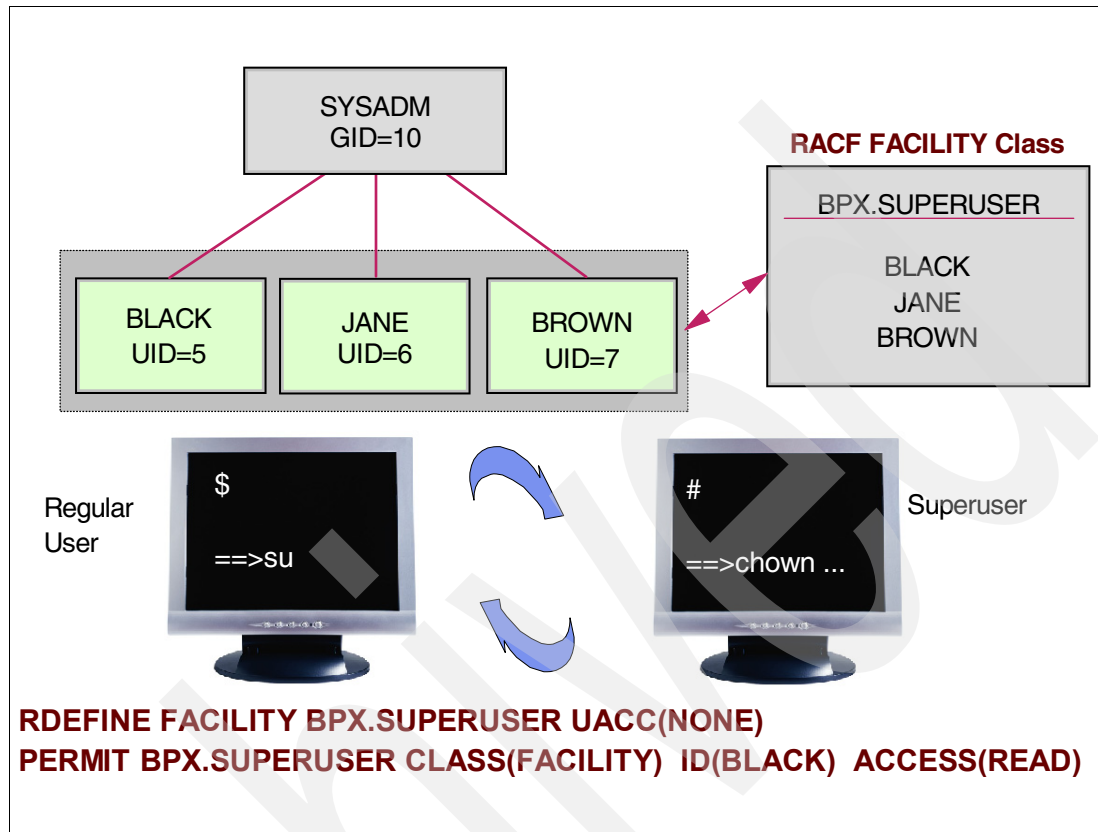 SYSADM
GID=10
RACF FACILITY Class
BPX.SUPERUSER
BLACK
JANE
BROWN
BLACK
UID=5
JANE
UID=6
BROWN
UID=7
Regular
User
$
==>su
#
==>chown ...
Superuser
RDEFINE FACILITY BPX.SUPERUSER UACC(NONE)
PERMIT BPX.SUPERUSER CLASS(FACILITY) ID(BLACK) ACCESS(READ)